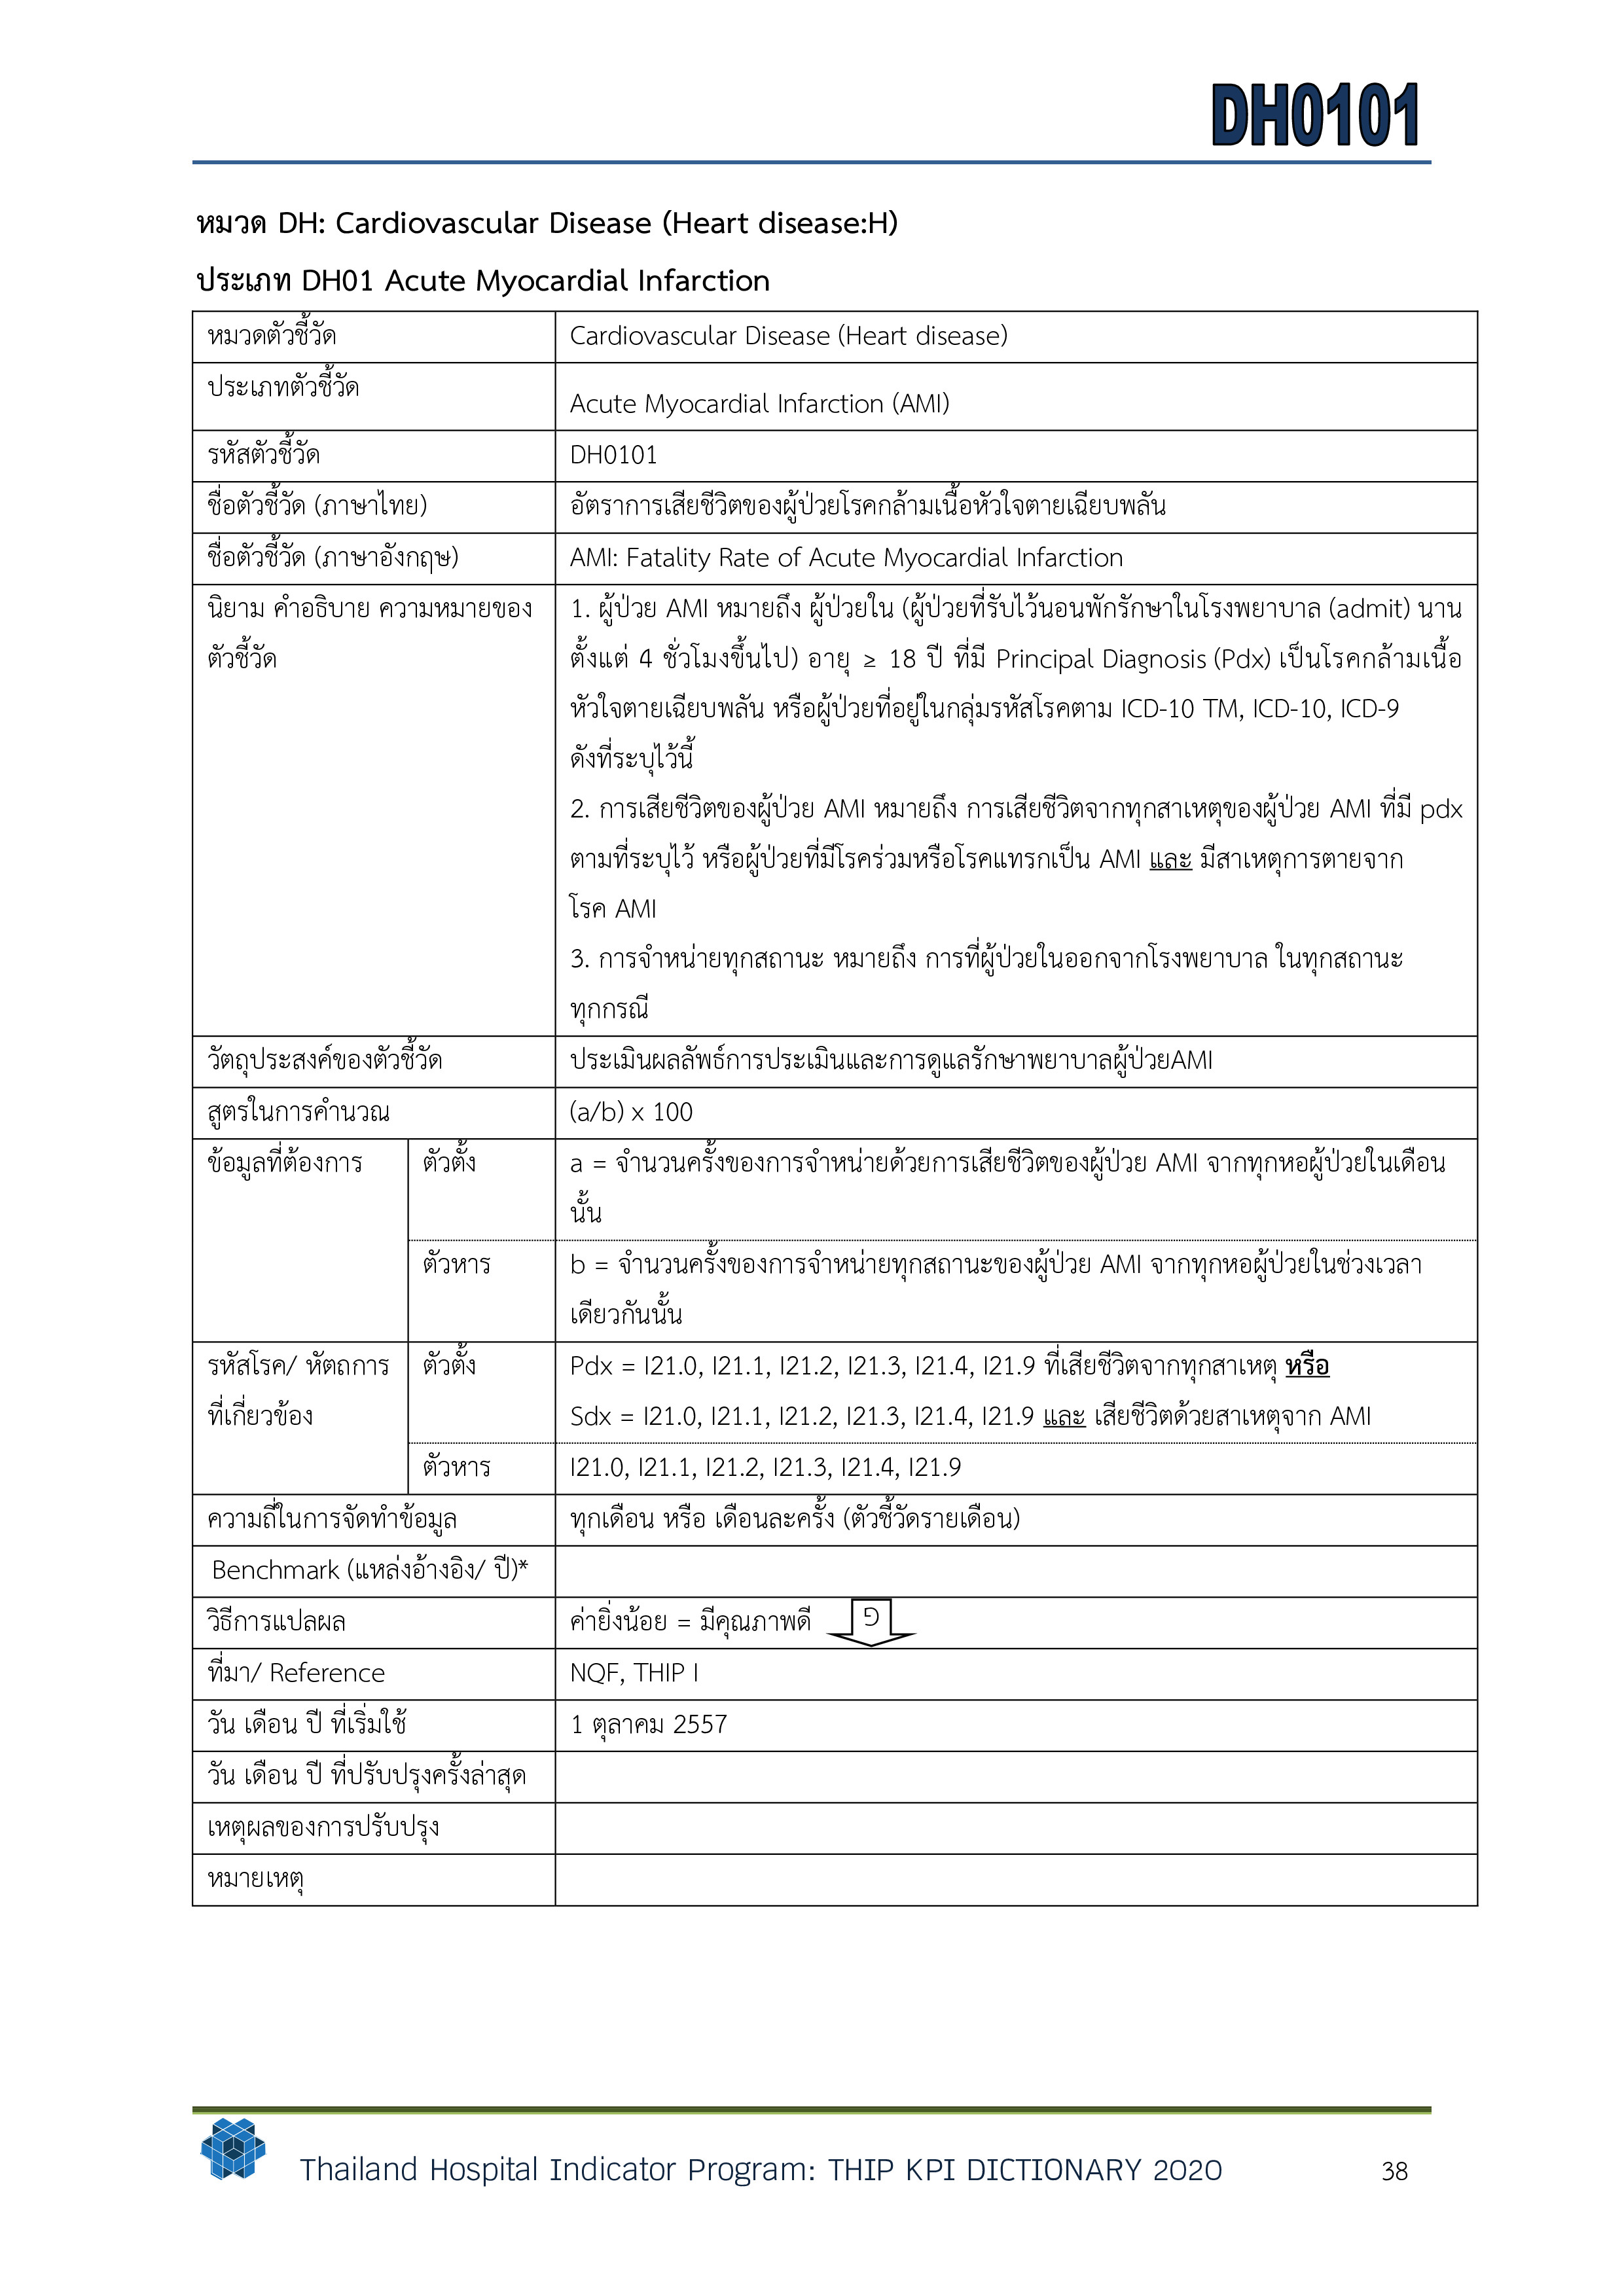 DH0101
หมวด DH: Cardiovascular Disease (Heart disease:H)
ประเภท DH01 Acute Myocardial Infarction
หมวดตัวชี้วัด
Cardiovascular Disease (Heart disease)
ประเภทตัวชี้วัด
Acute Myocardial Infarction (AMI)
รหัสตัวชี้วัด
DH0101
ชื่อตัวชี้วัด (ภาษาไทย)
อัตราการเสียชีวิตของผู้ป่วยโรคกล้ามเนื้อหัวใจตายเฉียบพลัน
ชื่อตัวชี้วัด (ภาษาอังกฤษ)
AMI: Fatality Rate of Acute Myocardial Infarction
นิยาม คำอธิบาย ความหมายของ
ตัวชี้วัด
1. ผู้ป่วย AMI หมายถึง ผู้ป่วยใน (ผู้ป่วยที่รับไว้นอนพักรักษาในโรงพยาบาล (admit) นาน
ตั้งแต่ 4 ชั่วโมงขึ้นไป) อายุ ≥ 18 ปี ที่มี Principal Diagnosis (Pdx) เป็นโรคกล้ามเนื้อ
หัวใจตายเฉียบพลัน หรือผู้ป่วยที่อยู่ในกลุ่มรหัสโรคตาม ICD-10 TM, ICD-10, ICD-9
ดังที่ระบุไว้นี้
2. การเสียชีวิตของผู้ป่วย AMI หมายถึง การเสียชีวิตจากทุกสาเหตุของผู้ป่วย AMI ที่มี pdx
ตามที่ระบุไว้ หรือผู้ป่วยที่มีโรคร่วมหรือโรคแทรกเป็น AMI และ มีสาเหตุการตายจาก
โรค AMI
3. การจำหน่ายทุกสถานะ หมายถึง การที่ผู้ป่วยในออกจากโรงพยาบาล ในทุกสถานะ
ทุกกรณี
วัตถุประสงค์ของตัวชี้วัด
ประเมินผลลัพธ์การประเมินและการดูแลรักษาพยาบาลผู้ป่วยAMI
สูตรในการคำนวณ
(a/b) x 100
ข้อมูลที่ต้องการ
ตัวตั้ง
a = จำนวนครั้งของการจำหน่ายด้วยการเสียชีวิตของผู้ป่วย AMI จากทุกหอผู้ป่วยในเดือน
นั้น
ตัวหาร
b = จำนวนครั้งของการจำหน่ายทุกสถานะของผู้ป่วย AMI จากทุกหอผู้ป่วยในช่วงเวลา
เดียวกันนั้น
รหัสโรค/ หัตถการ
ที่เกี่ยวข้อง
ตัวตั้ง
Pdx = I21.0, I21.1, I21.2, I21.3, I21.4, I21.9 ที่เสียชีวิตจากทุกสาเหตุ หรือ
Sdx = I21.0, I21.1, I21.2, I21.3, I21.4, I21.9 และ เสียชีวิตด้วยสาเหตุจาก AMI
ตัวหาร
I21.0, I21.1, I21.2, I21.3, I21.4, I21.9
ความถี่ในการจัดทำข้อมูล
ทุกเดือน หรือ เดือนละครั้ง (ตัวชี้วัดรายเดือน)
Benchmark (แหล่งอ้างอิง/ ปี)*
วิธีการแปลผล
ค่ายิ่งน้อย = มีคุณภาพดี
ที่มา/ Reference
NQF, THIP I
วัน เดือน ปี ที่เริ่มใช้
1 ตุลาคม 2557
วัน เดือน ปี ที่ปรับปรุงครั้งล่าสุด
เหตุผลของการปรับปรุง
หมายเหตุ
Thailand Hospital Indicator Program: THIP KPI DICTIONARY 2020
38